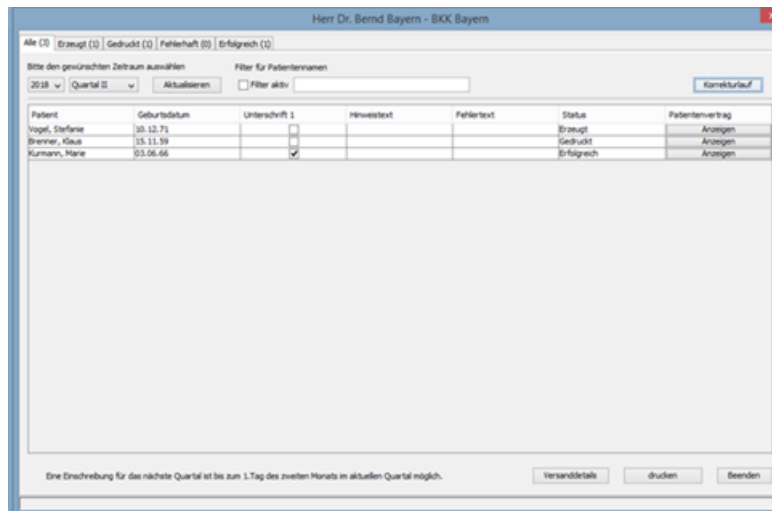 Herr Dr. Bernd Bayern - BKK Bayern
Alle (3) Erzeugt (1) Gedruckt (1) Fehlerhaft (0) Erfolgreich (1)
Bitte den gewünschten Zeitraum auswählen Filter für Patientennamen
2018 Quartal II Aktualisieren Filter aktiv Korrekturlauf
Patient Geburtsdatum Unterschrift 1 Hinweistext Fehlertext Status Patientenvertrag
Vogel, Stefanie 10.12.71 Erzeugt Anzeigen
Brenner, Klaus 15.11.59 Gedruckt Anzeigen
Kurmann, Marie 03.06.66 Erfolgreich Anzeigen
Eine Einschreibung für das nächste Quartal ist bis zum 1.Tag des zweiten Monats im aktuellen Quartal möglich. Versanddetails drucken Beenden